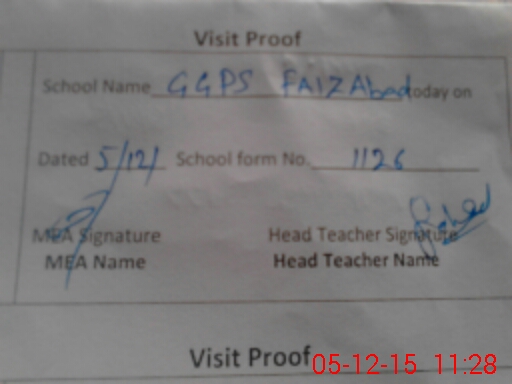 Visit Proof
School Name GGPS FAIZAbad today on
Dated 5/12/ School form No. 1126
MEA Signature Head Teacher Signature
MEA Name Head Teacher Name
Visit Proof
05-12-15 11:28